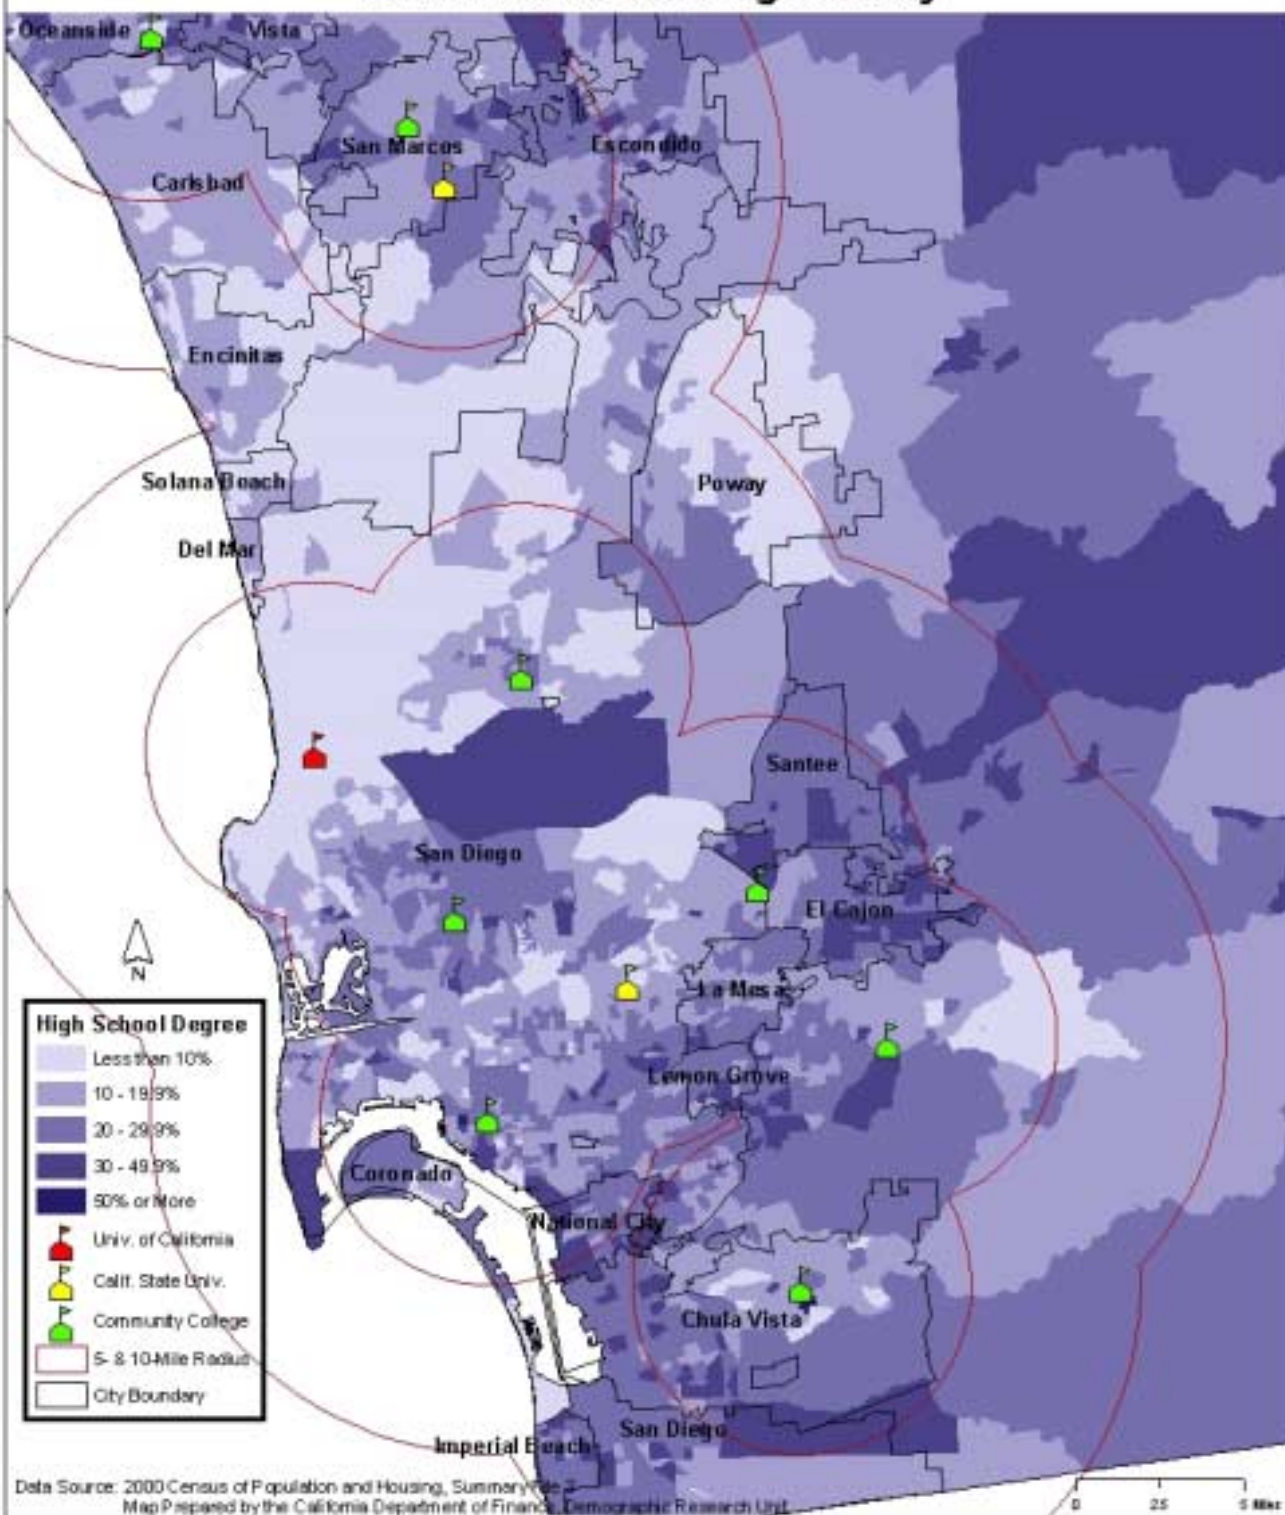 Oceanside
Vista
San Marcos
Escondido
Carlsbad
Encinitas
Solana Beach
Poway
Del Mar
Santee
San Diego
El Cajon
La Mesa
Lemon Grove
Coronado
National City
Chula Vista
San Diego
Imperial Beach
N
High School Degree
Less than 10%
10 - 19.9%
20 - 29.9%
30 - 49.9%
50% or More
Univ. of California
Calif. State Univ.
Community College
5- & 10-Mile Radius
City Boundary
Data Source: 2000 Census of Population and Housing, Summary File 3
Map Prepared by the California Department of Finance, Demographic Research Unit
0 2.5 5 Miles